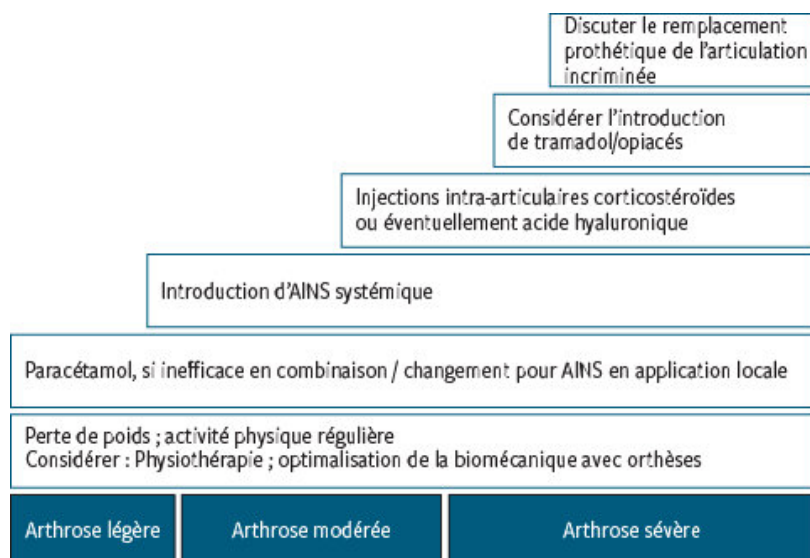 Discuter le remplacement
prothétique de l'articulation
incriminée
Considérer l'introduction
de tramadol/opiacés
Injections intra-articulaires corticostéroïdes
ou éventuellement acide hyaluronique
Introduction d'AINS systémique
Paracétamol, si inefficace en combinaison / changement pour AINS en application locale
Perte de poids ; activité physique régulière
Considérer : Physiothérapie ; optimalisation de la biomécanique avec orthèses
Arthrose légère
Arthrose modérée
Arthrose sévère